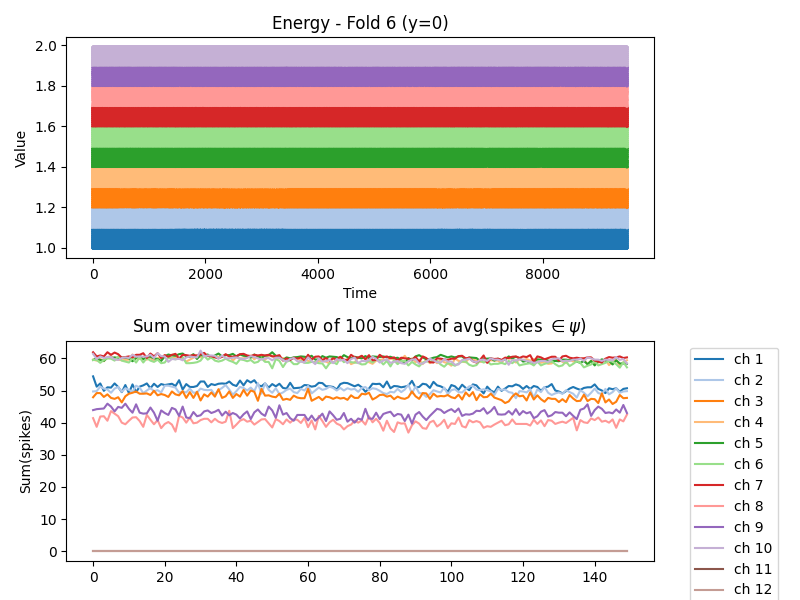 Energy - Fold 6 (y=0)
2.0
1.8
1.6
1.4
1.2
1.0
Value
0 2000 4000 6000 8000
Time
Sum over timewindow of 100 steps of avg(spikes ∈ψ)
60
50
40
30
20
10
0
Sum(spikes)
0 20 40 60 80 100 120 140
ch 1
ch 2
ch 3
ch 4
ch 5
ch 6
ch 7
ch 8
ch 9
ch 10
ch 11
ch 12